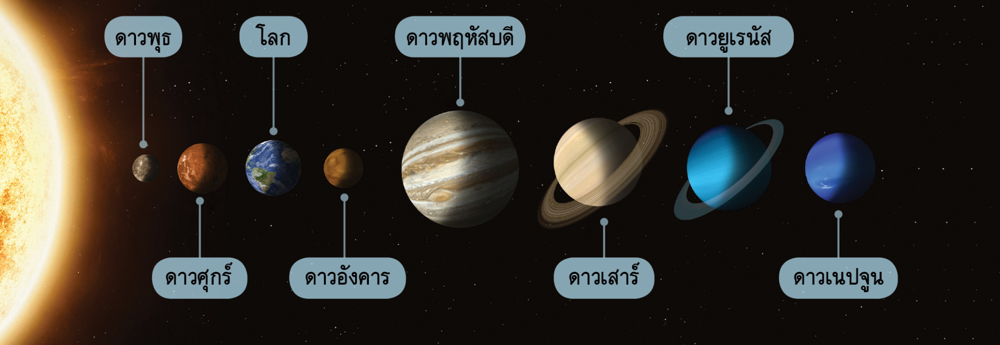 ดาวพุธ
โลก
ดาวพฤหัสบดี
ดาวยูเรนัส
ดาวศุกร์
ดาวอังคาร
ดาวเสาร์
ดาวเนปจูน